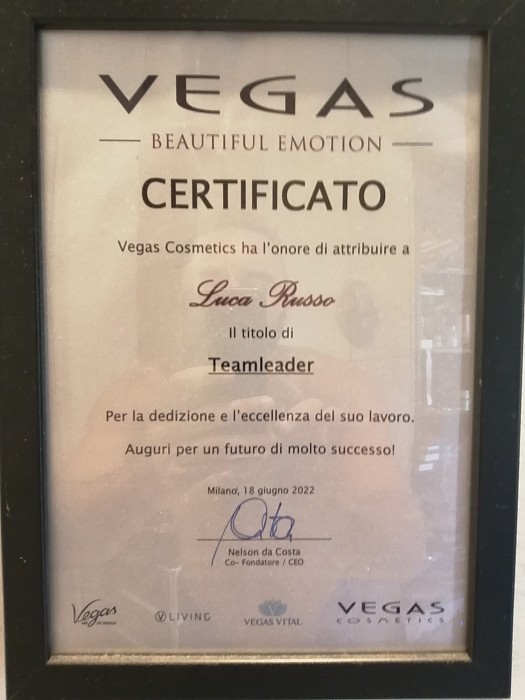 VEGAS
BEAUTIFUL EMOTION
CERTIFICATO
Vegas Cosmetics ha l'onore di attribuire a
Luca Russo
Il titolo di
Teamleader
Per la dedizione e l'eccellenza del suo lavoro.
Auguri per un futuro di molto successo!
Milano, 18 giugno 2022
Nelson da Costa
Co- Fondatore / CEO
Vegas
V LIVING
VEGAS VITAL
VEGAS
COSMETICS